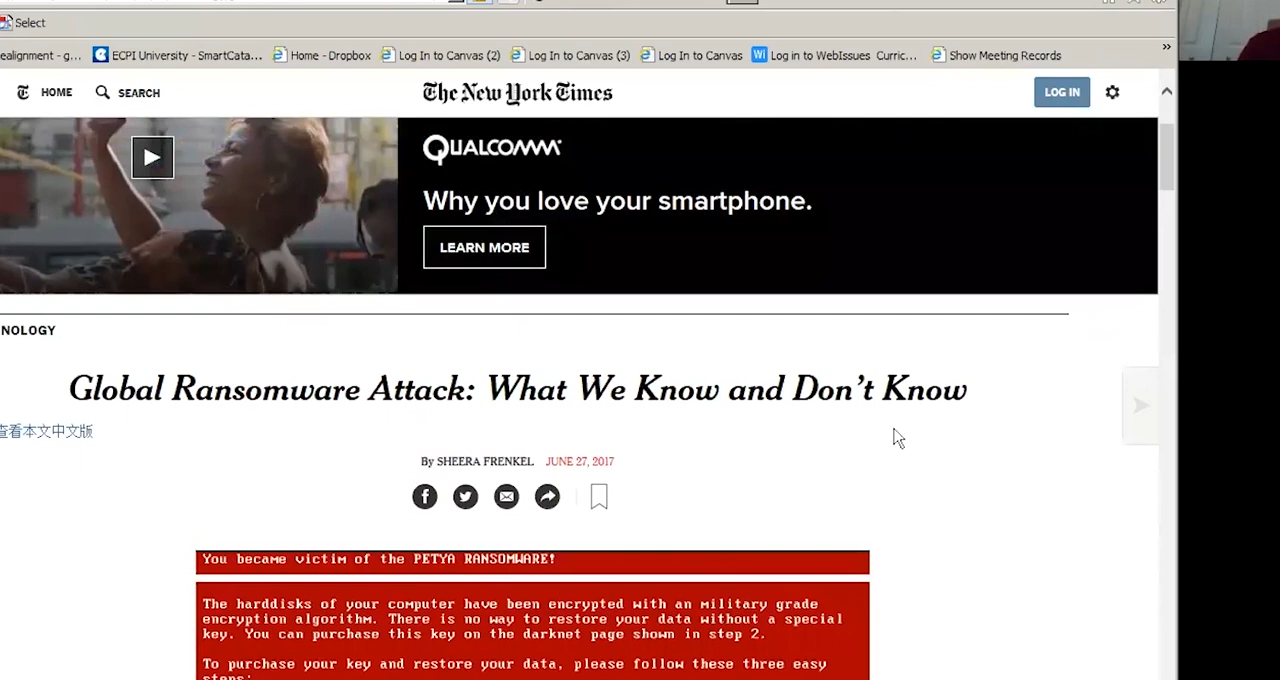 Select
ealignment - g... ECPI University - SmartCata... Home - Dropbox Log In to Canvas (2) Log In to Canvas (3) Log In to Canvas Log in to WebIssues Curric... Show Meeting Records »
HOME SEARCH The New York Times LOG IN
QUALCOMM
Why you love your smartphone.
LEARN MORE
NOLOGY
Global Ransomware Attack: What We Know and Don't Know
查看本文中文版
By SHEERA FRENKEL JUNE 27, 2017
You became victim of the PETYA RANSOMWARE!
The harddisks of your computer have been encrypted with an military grade
encryption algorithm. There is no way to restore your data without a special
key. You can purchase this key on the darknet page shown in step 2.
To purchase your key and restore your data, please follow these three easy
steps: